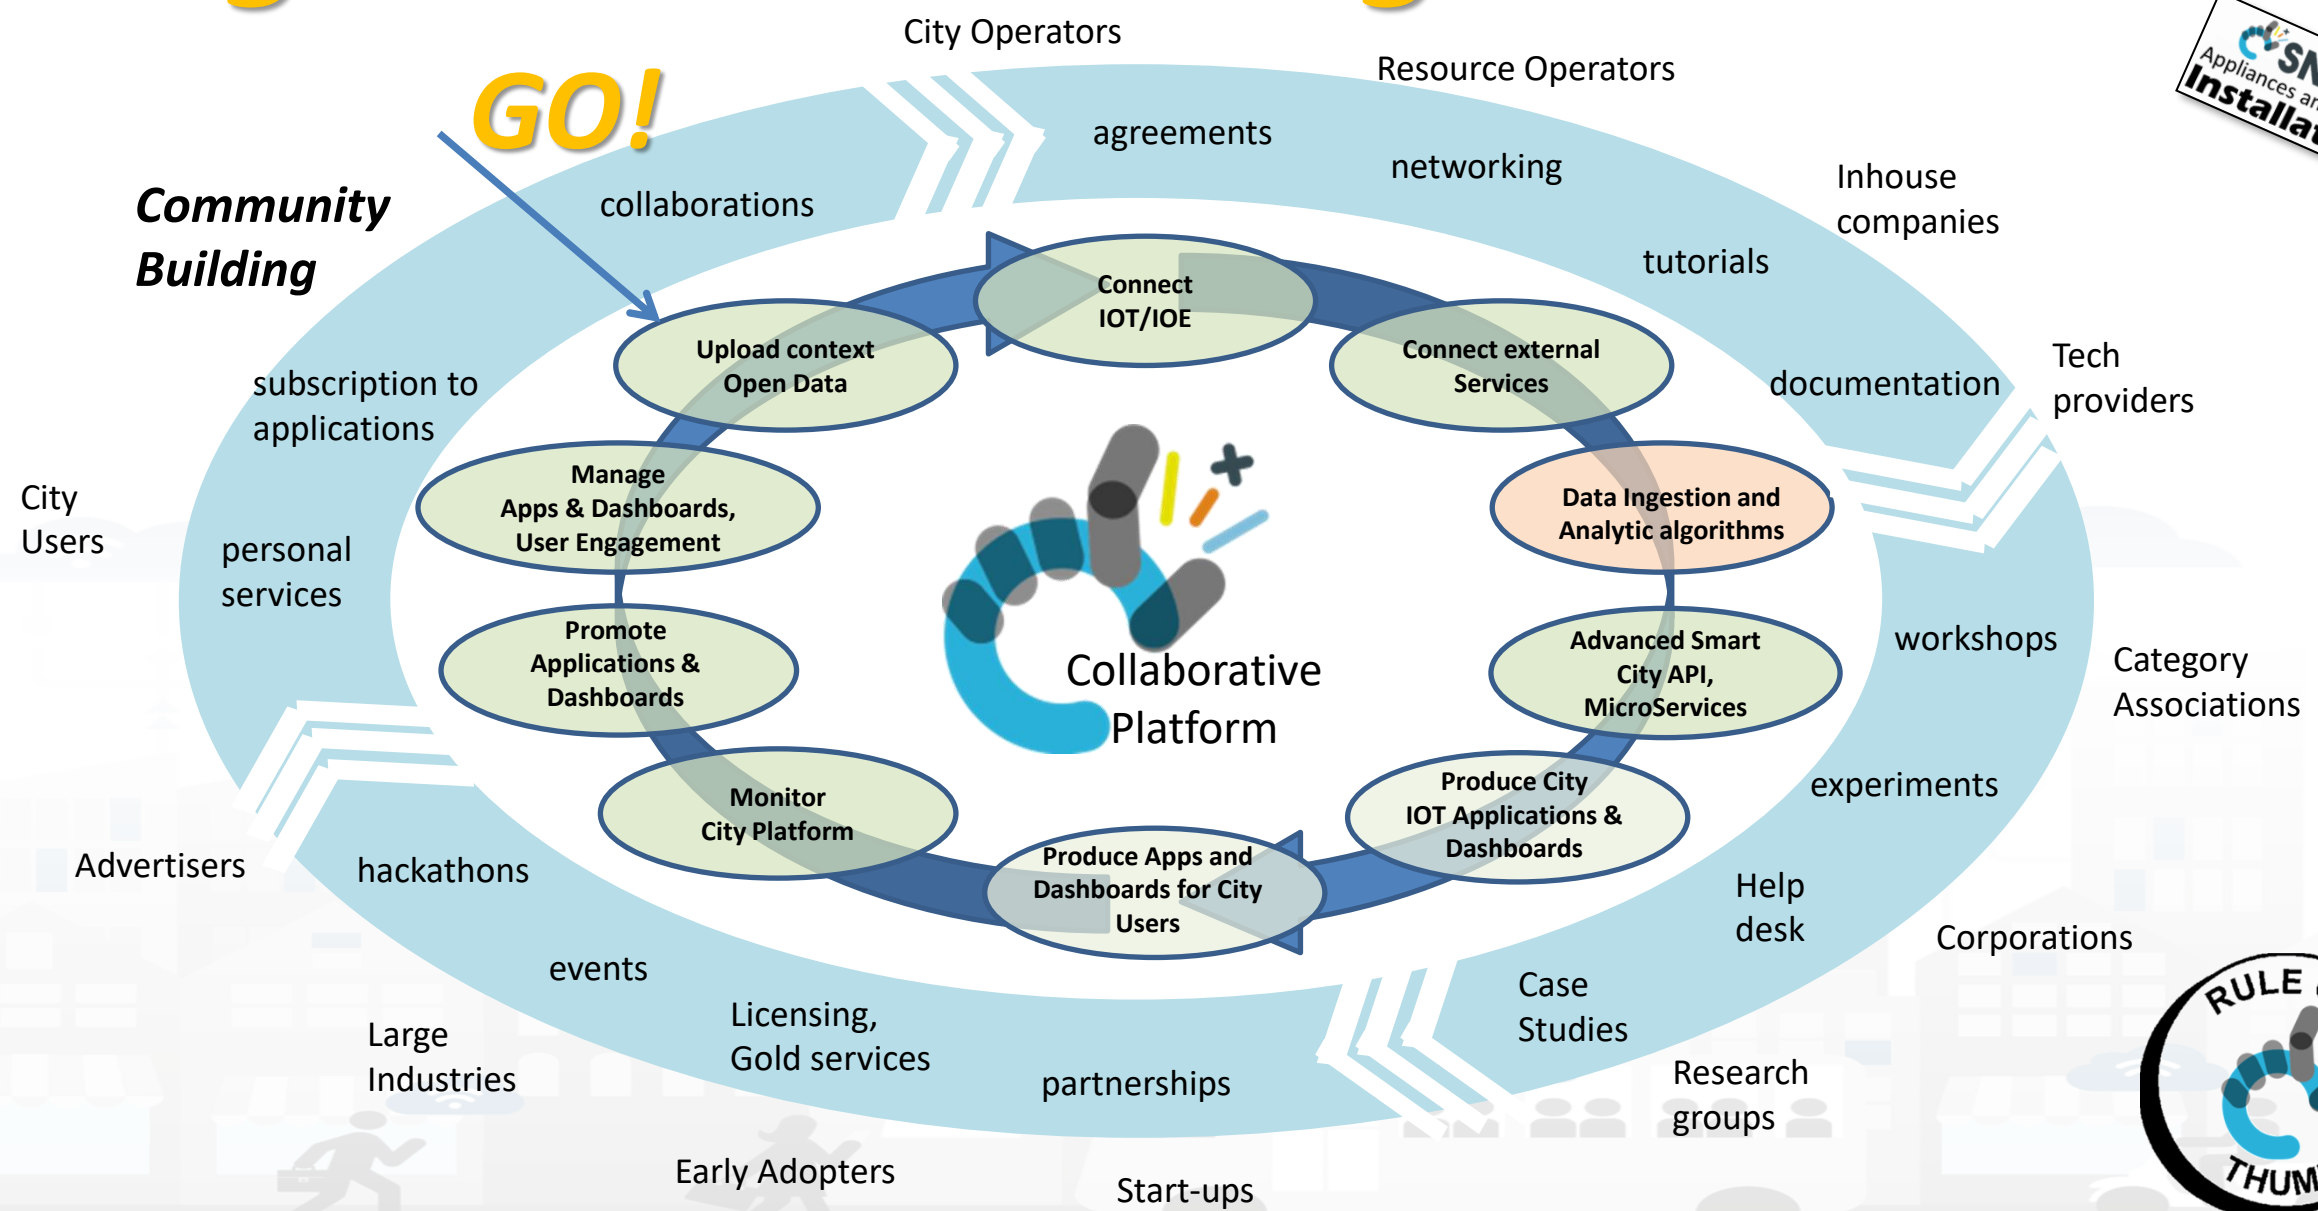 City Operators
Resource Operators
GO!
Appliances
agreements
networking
Inhouse
companies
Community
Building
collaborations
tutorials
Connect
IOT/IOE
Upload context
Open Data
Connect external
Services
subscription to
applications
documentation
Tech
providers
City
Users
Manage
Apps & Dashboards,
User Engagement
Data Ingestion and
Analytic algorithms
personal
services
Promote
Applications &
Dashboards
Collaborative
Platform
Advanced Smart
City API,
MicroServices
workshops
Category
Associations
Monitor
City Platform
Produce City
IOT Applications &
Dashboards
experiments
Advertisers
hackathons
Produce Apps and
Dashboards for City
Users
Help
desk
Corporations
events
Case
Studies
Licensing,
Gold services
Large
Industries
partnerships
Research
groups
RULE
Early Adopters
Start-ups